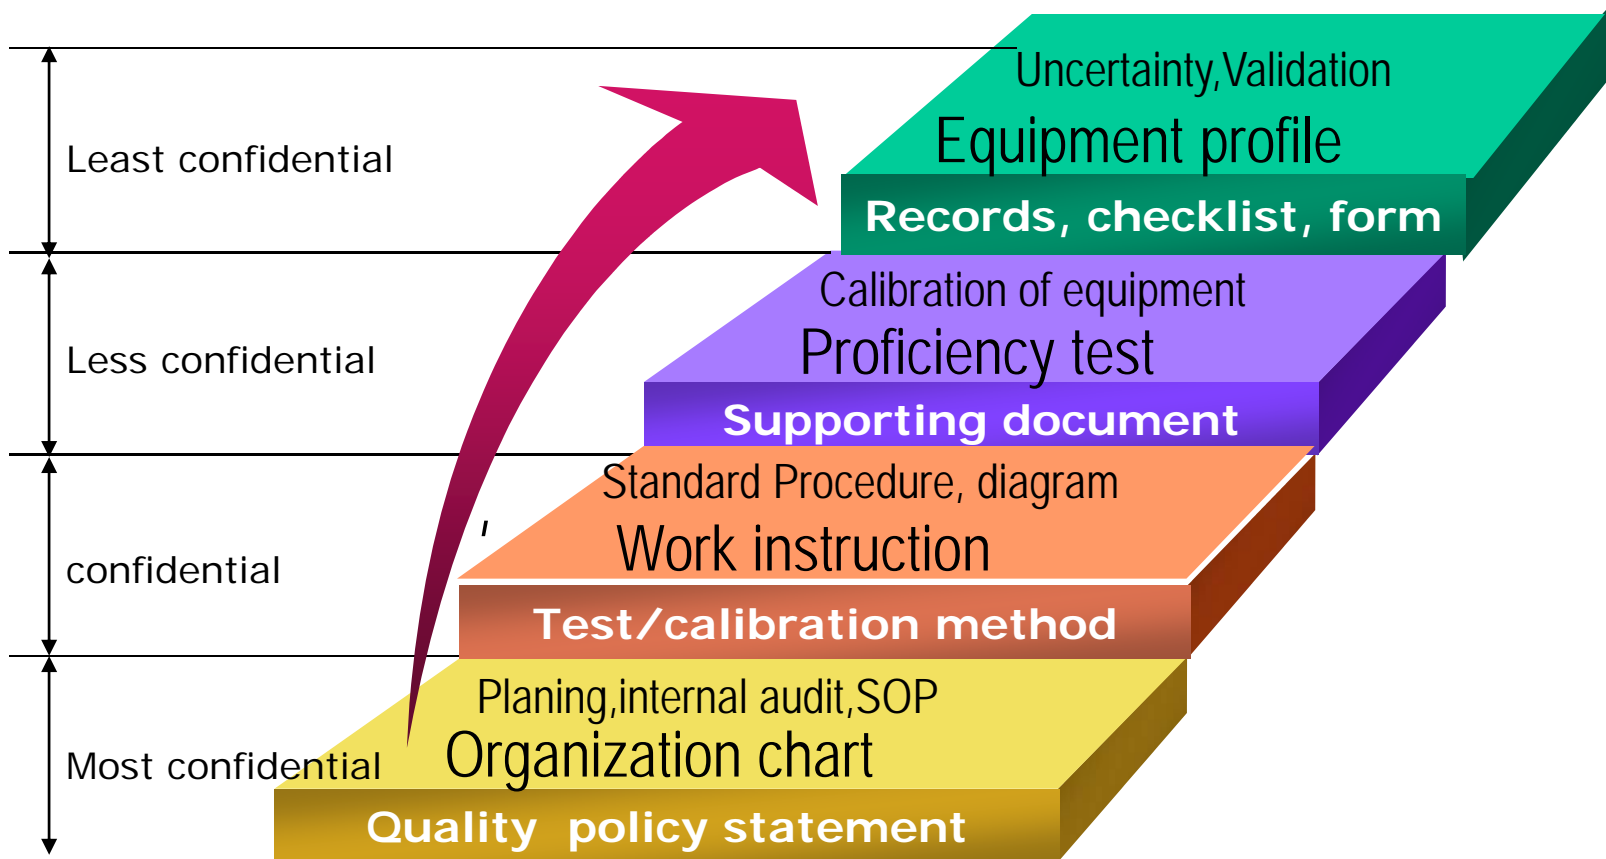 Uncertainty,Validation
Equipment profile
Least confidential
Records, checklist, form
Calibration of equipment
Proficiency test
Less confidential
Supporting document
Standard Procedure, diagram
'
Work instruction
confidential
Test/calibration method
Planing,internal audit,SOP
Organization chart
Most confidential
Quality policy statement